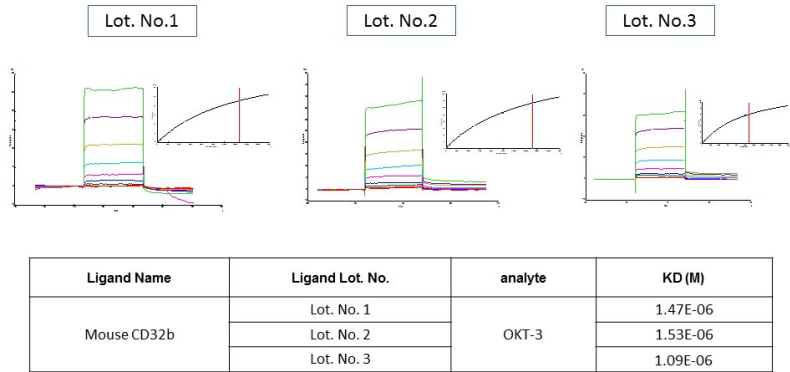 Lot. No.1
Lot. No.2
Lot. No.3
Ligand Name Ligand Lot. No. analyte KD (M)
Mouse CD32b Lot. No. 1 OKT-3 1.47E-06
Lot. No. 2 1.53E-06
Lot. No. 3 1.09E-06